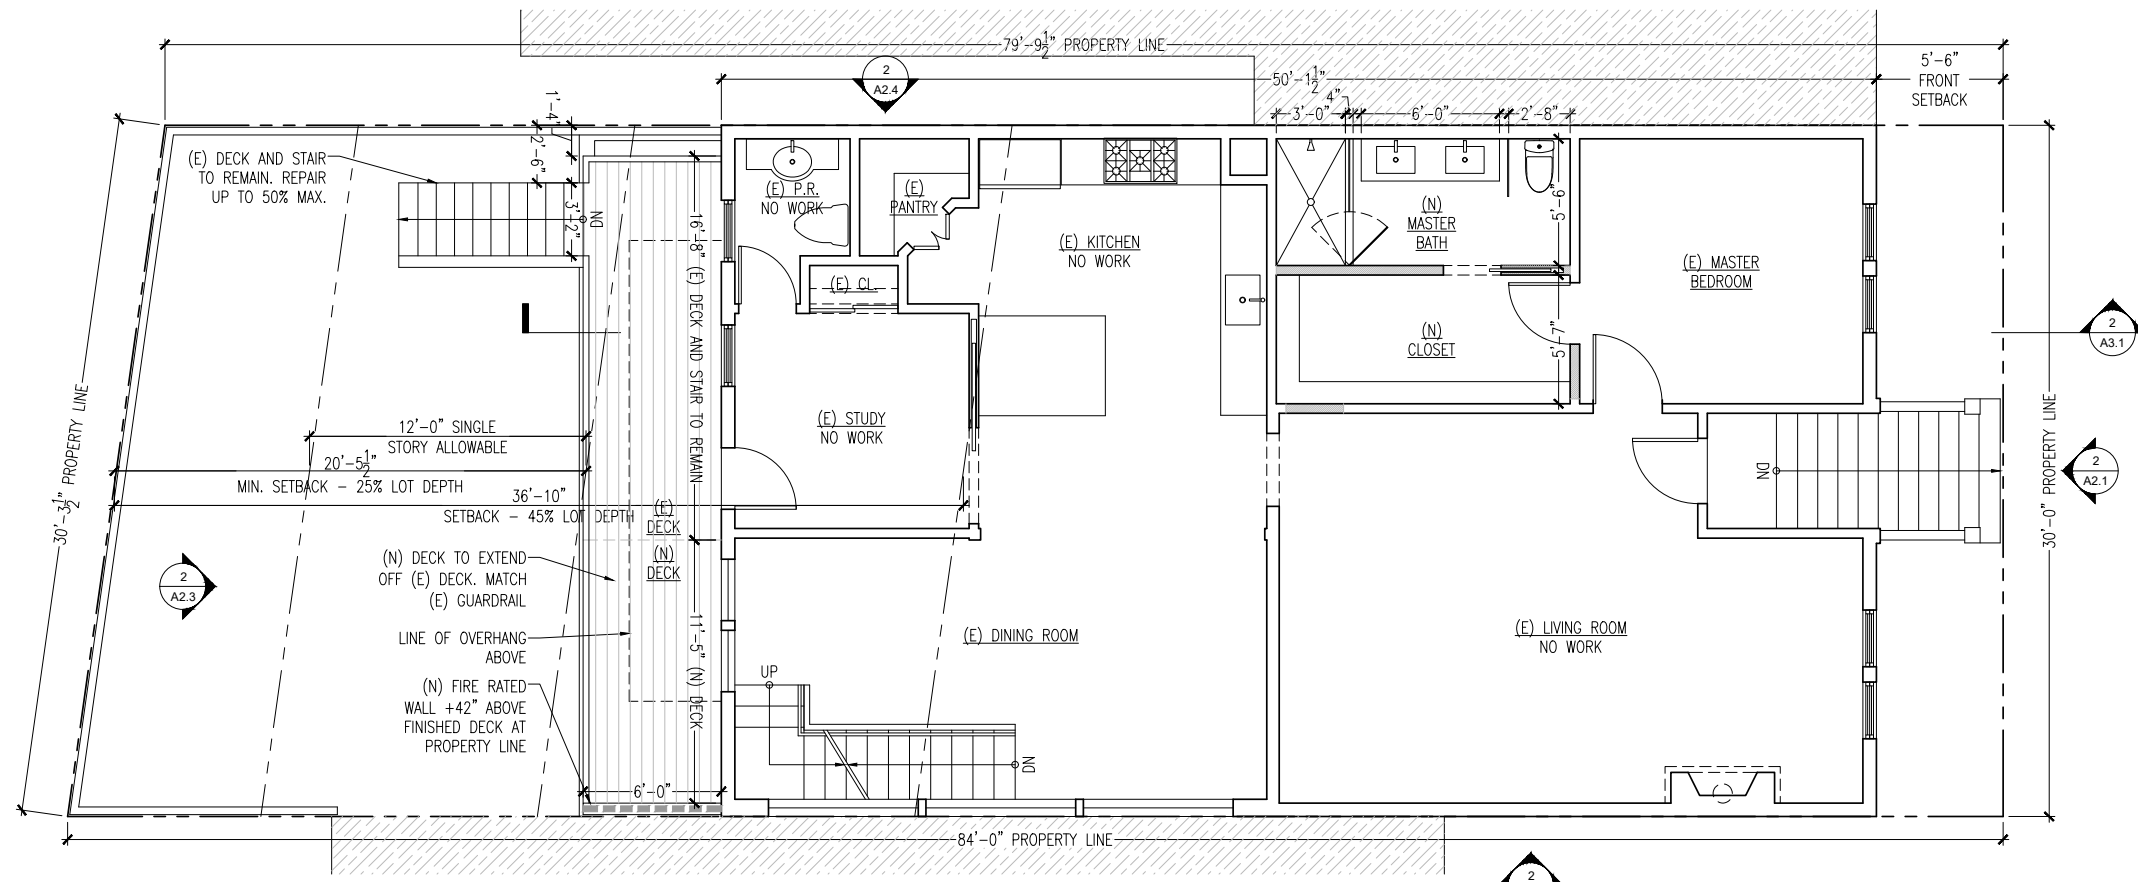 79'-9 1/2" PROPERTY LINE
50'-1 1/2"
5'-6"
FRONT
SETBACK
2
A2.4
4"
3'-0"
6'-0"
2'-8"
1'-4"
2'-6"
3'-2"
(E) DECK AND STAIR
TO REMAIN. REPAIR
UP TO 50% MAX.
DN
16'-8" (E) DECK AND STAIR TO REMAIN
(E) P.R.
NO WORK
(E)
PANTRY
(E) CL.
(E) KITCHEN
NO WORK
(N)
MASTER
BATH
5'-6"
5"
(E) MASTER
BEDROOM
(N)
CLOSET
5'-7"
2
A3.1
30'-3 1/2" PROPERTY LINE
12'-0" SINGLE
STORY ALLOWABLE
20'-5 1/2"
MIN. SETBACK - 25% LOT DEPTH
36'-10"
SETBACK - 45% LOT DEPTH
(E) STUDY
NO WORK
DN
2
A2.1
30'-0" PROPERTY LINE
(E)
DECK
(N)
DECK
(N) DECK TO EXTEND
OFF (E) DECK. MATCH
(E) GUARDRAIL
2
A2.3
LINE OF OVERHANG
ABOVE
11'-5" (N) DECK
(N) FIRE RATED
WALL +42" ABOVE
FINISHED DECK AT
PROPERTY LINE
6'-0"
UP
DN
(E) DINING ROOM
(E) LIVING ROOM
NO WORK
84'-0" PROPERTY LINE
2